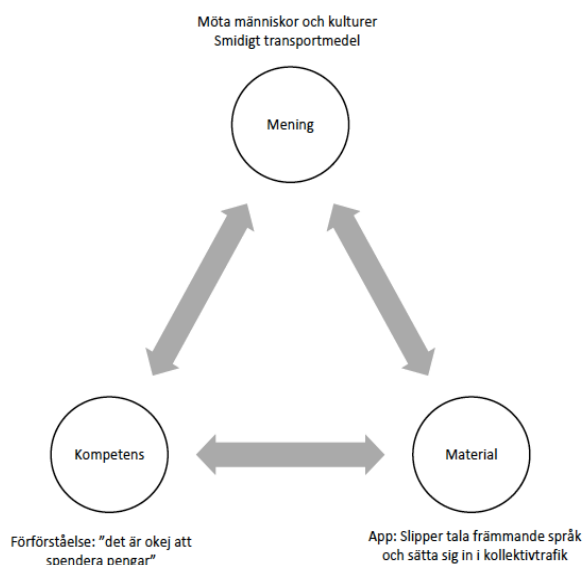 Möta människor och kulturer
Smidigt transportmedel
Mening
Kompetens
Material
Förförståelse: ”det är okej att
spendera pengar”
App: Slipper tala främmande språk
och sätta sig in i kollektivtrafik